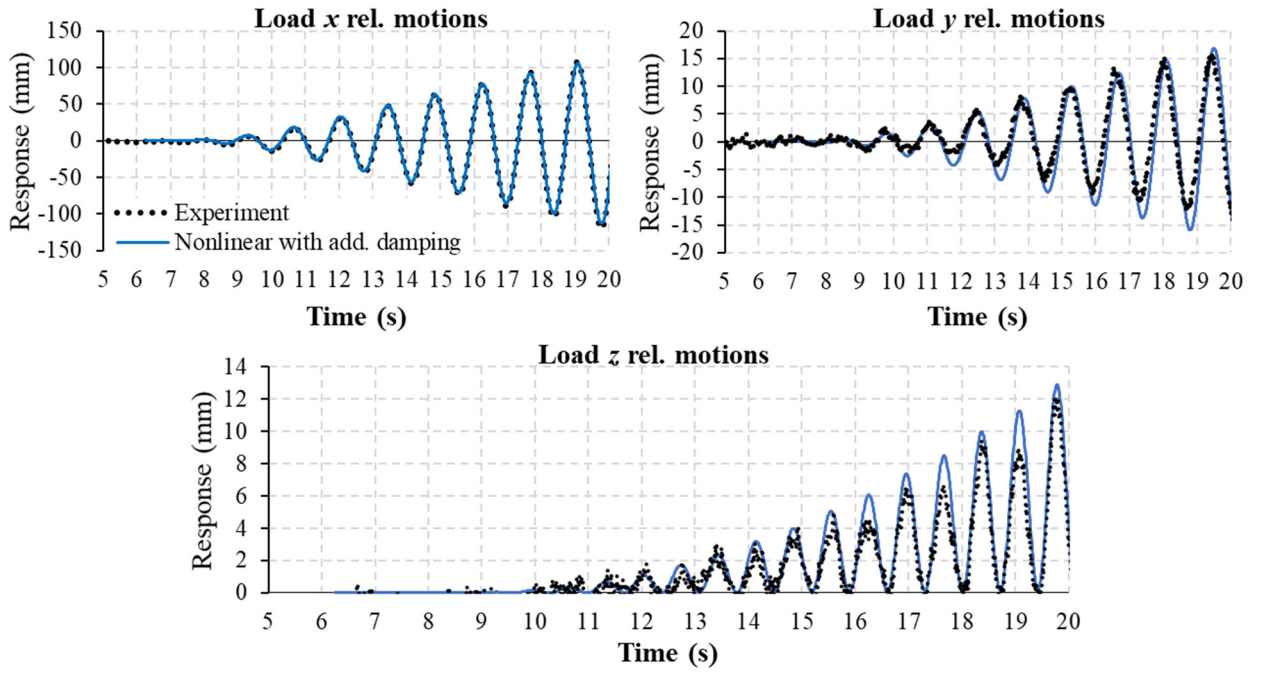 Load x rel. motions
150
100
50
0
-50
-100
-150
Response (mm)
Experiment
Nonlinear with add. damping
5 6 7 8 9 10 11 12 13 14 15 16 17 18 19 20
Time (s)
Load y rel. motions
20
15
10
5
0
-5
-10
-15
-20
Response (mm)
5 6 7 8 9 10 11 12 13 14 15 16 17 18 19 20
Time (s)
Load z rel. motions
14
12
10
8
6
4
2
0
Response (mm)
5 6 7 8 9 10 11 12 13 14 15 16 17 18 19 20
Time (s)